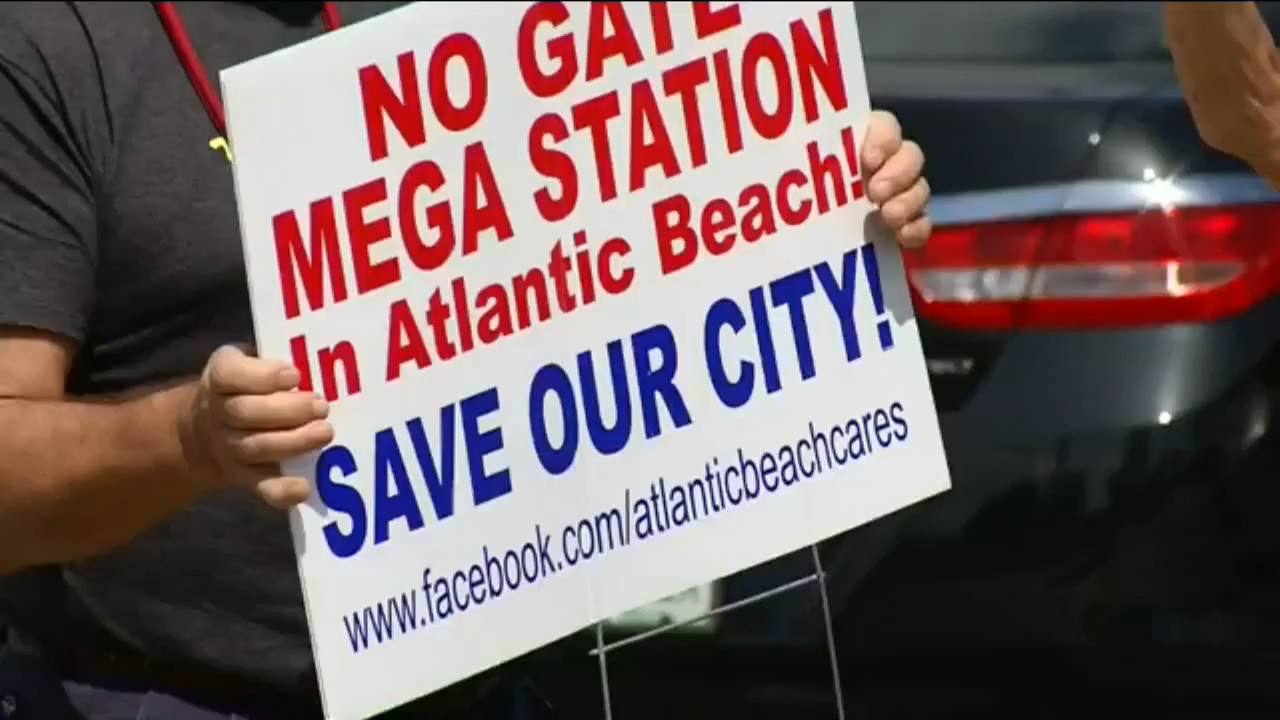 NO GATE
MEGA STATION
In Atlantic Beach!
SAVE OUR CITY!
www.facebook.com/atlanticbeachcares